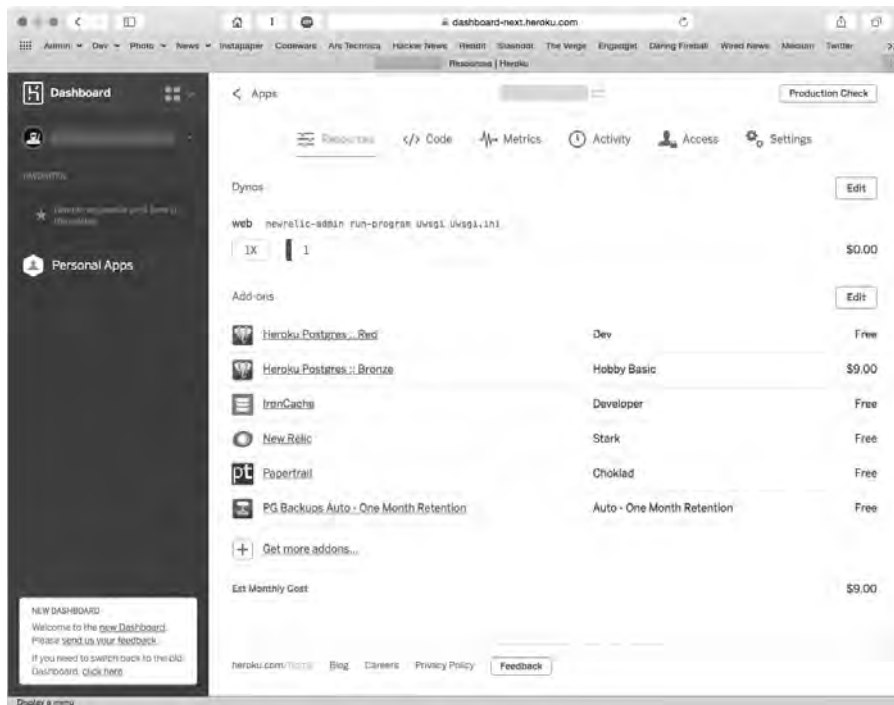 dashboard-next.heroku.com
Admin Dev Photo News Instapaper Codeware Ars Technica Hacker News Reddit Slashdot The Verge Engadget Daring Fireball Wired News Medium Twitter
Resources | Heroku
Dashboard
Apps
Production Check
FAVORITES
Resources </> Code Metrics Activity Access Settings
Dynos
Edit
web newrelic-admin run-program uwsgi uwsgi.ini
1X 1 $0.00
Personal Apps
Add-ons
Edit
Heroku Postgres :: Red Dev Free
Heroku Postgres :: Bronze Hobby Basic $9.00
IronCache Developer Free
New Relic Stark Free
pt Papertrail Choklad Free
PG Backups Auto - One Month Retention Auto - One Month Retention Free
+ Get more addons...
Est Monthly Cost $9.00
NEW DASHBOARD
Welcome to the new Dashboard.
Please send us your feedback.
If you need to switch back to the old
Dashboard, click here
heroku.com Blog Careers Privacy Policy Feedback
Display a menu